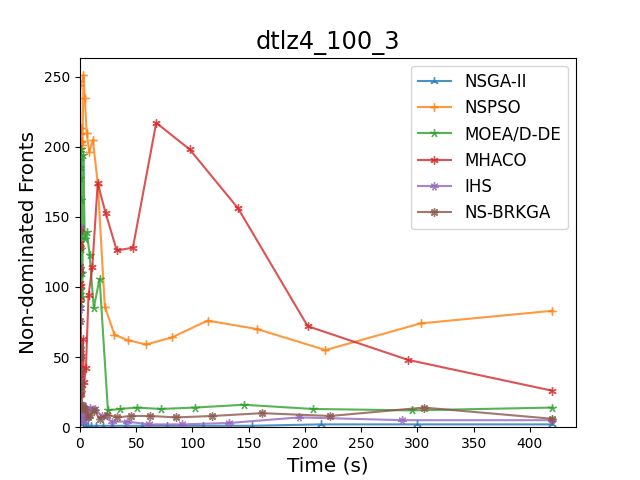 dtlz4_100_3
Non-dominated Fronts
250
200
150
100
50
0
0 50 100 150 200 250 300 350 400
Time (s)
NSGA-II
NSPSO
MOEA/D-DE
MHACO
IHS
NS-BRKGA